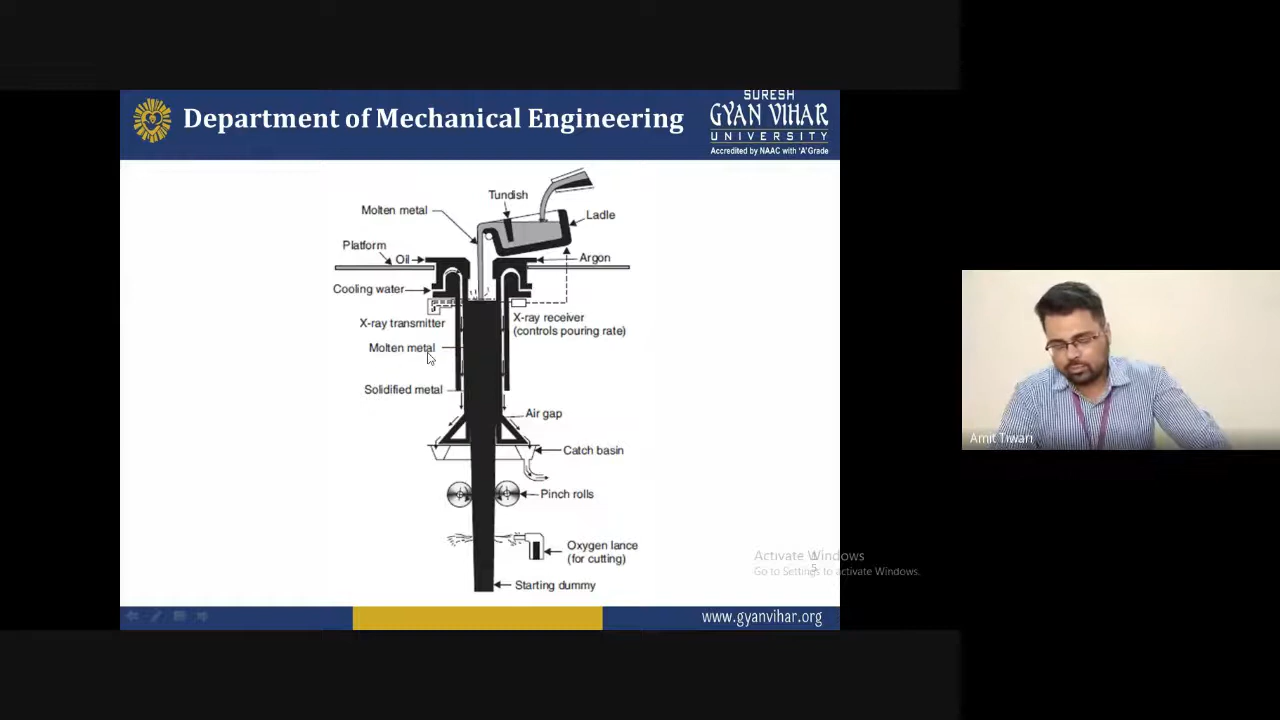 Department of Mechanical Engineering
SURESH
GYAN VIHAR
UNIVERSITY
Accredited by NAAC with 'A' Grade
Tundish
Molten metal
Ladle
Platform
Oil
Argon
Cooling water
X-ray transmitter
X-ray receiver
(controls pouring rate)
Molten metal
Solidified metal
Air gap
Catch basin
Pinch rolls
Oxygen lance
(for cutting)
Starting dummy
Amit Tiwari
Activate Windows
Go to Settings to activate Windows.
5
www.gyanvihar.org